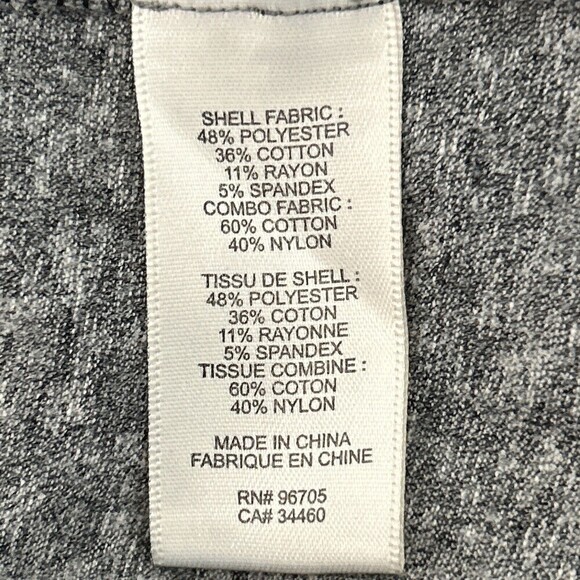 SHELL FABRIC :
48% POLYESTER
36% COTTON
11% RAYON
5% SPANDEX
COMBO FABRIC :
60% COTTON
40% NYLON
TISSU DE SHELL :
48% POLYESTER
36% COTON
11% RAYONNE
5% SPANDEX
TISSUE COMBINE :
60% COTON
40% NYLON
MADE IN CHINA
FABRIQUE EN CHINE
RN# 96705
CA# 34460